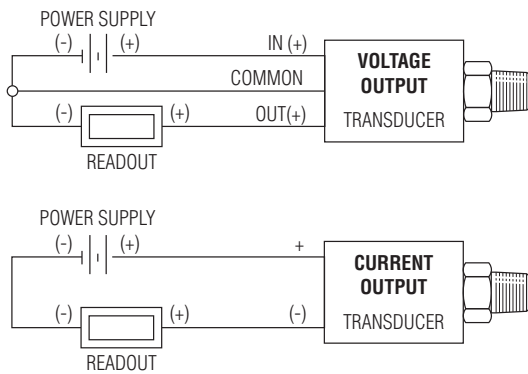 POWER SUPPLY
(-) (+) IN (+)
COMMON
(-) (+) OUT(+)
READOUT
VOLTAGE
OUTPUT
TRANSDUCER
POWER SUPPLY
(-) (+) +
(-) (+) (-)
READOUT
CURRENT
OUTPUT
TRANSDUCER